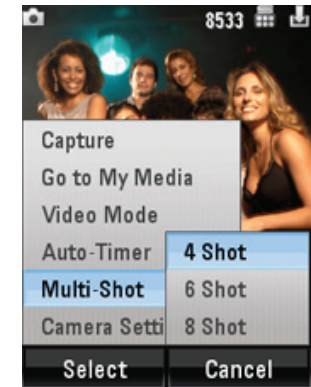 8533
Capture
Go to My Media
Video Mode
Auto-Timer
4 Shot
Multi-Shot
6 Shot
Camera Setti
8 Shot
Select
Cancel